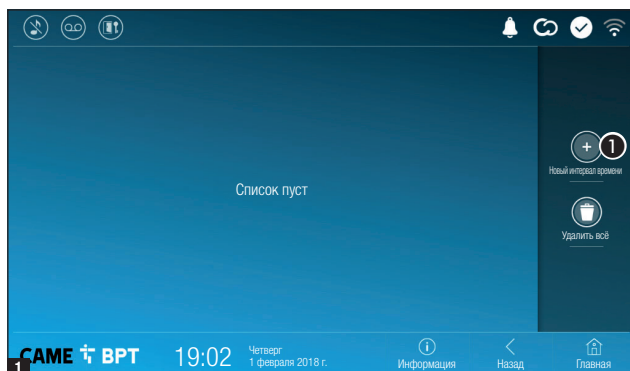 1
Новый интервал времени
Список пуст
Удалить всё
1
CAME BPT
19:02
Четверг
1 февраля 2018 г.
Информация
Назад
Главная